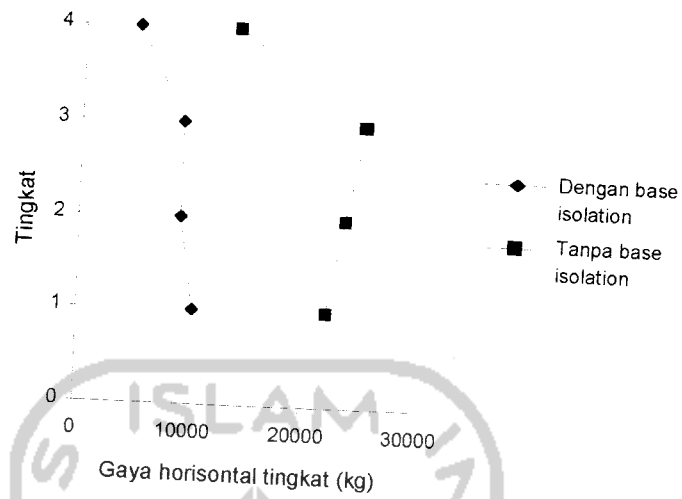 4
3
2
1
0
Tingkat
0 10000 20000 30000
Gaya horisontal tingkat (kg)
Dengan base
isolation
Tanpa base
isolation
ISLAM